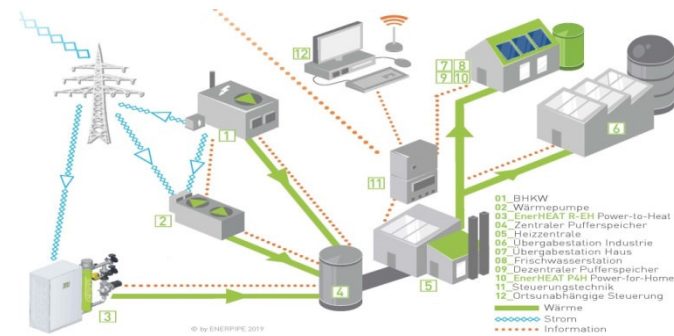 12
7 8
9 10
1
6
11
2
5
4
3
01_BHKW
02_Wärmepumpe
03_EnerHEAT R-EH Power-to-Heat
04_Zentraler Pufferspeicher
05_Heizzentrale
06_Übergabestation Industrie
07_Übergabestation Haus
08_Frischwasserstation
09_Dezentraler Pufferspeicher
10_EnerHEAT P4H Power-for-Home
11_Steuerungstechnik
12_Ortsunabhängige Steuerung
Wärme
Strom
Information
© by ENERPIPE 2019